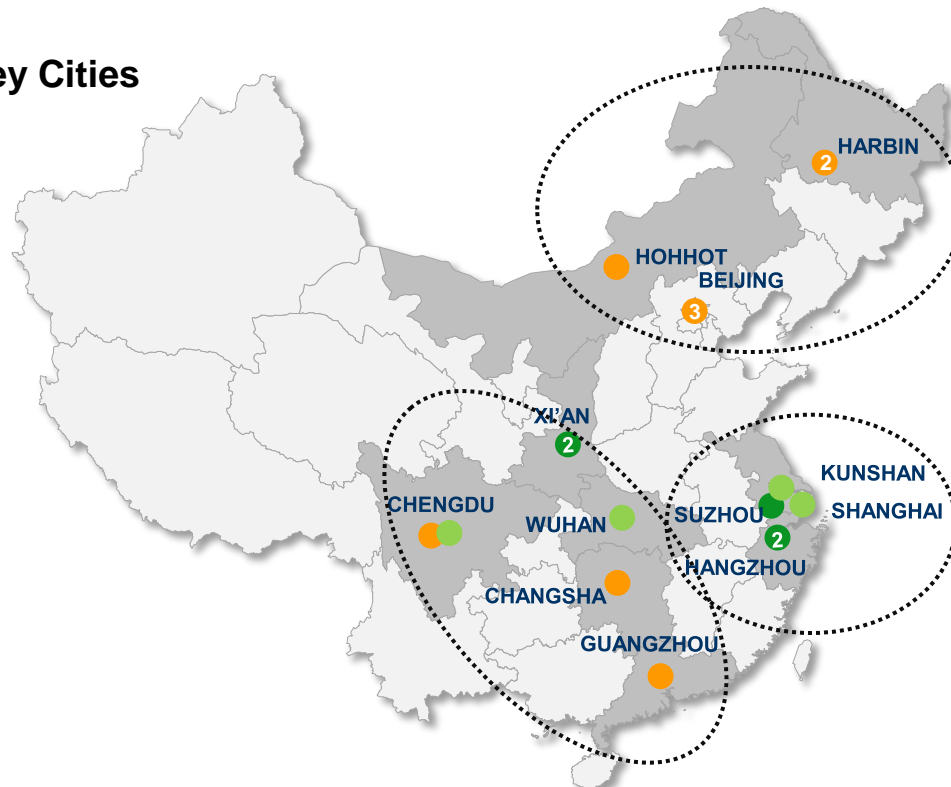 ey Cities
HARBIN
2
HOHHOT
BEIJING
3
XI'AN
2
CHENGDU
WUHAN
KUNSHAN
SUZHOU
SHANGHAI
2
HANGZHOU
CHANGSHA
GUANGZHOU